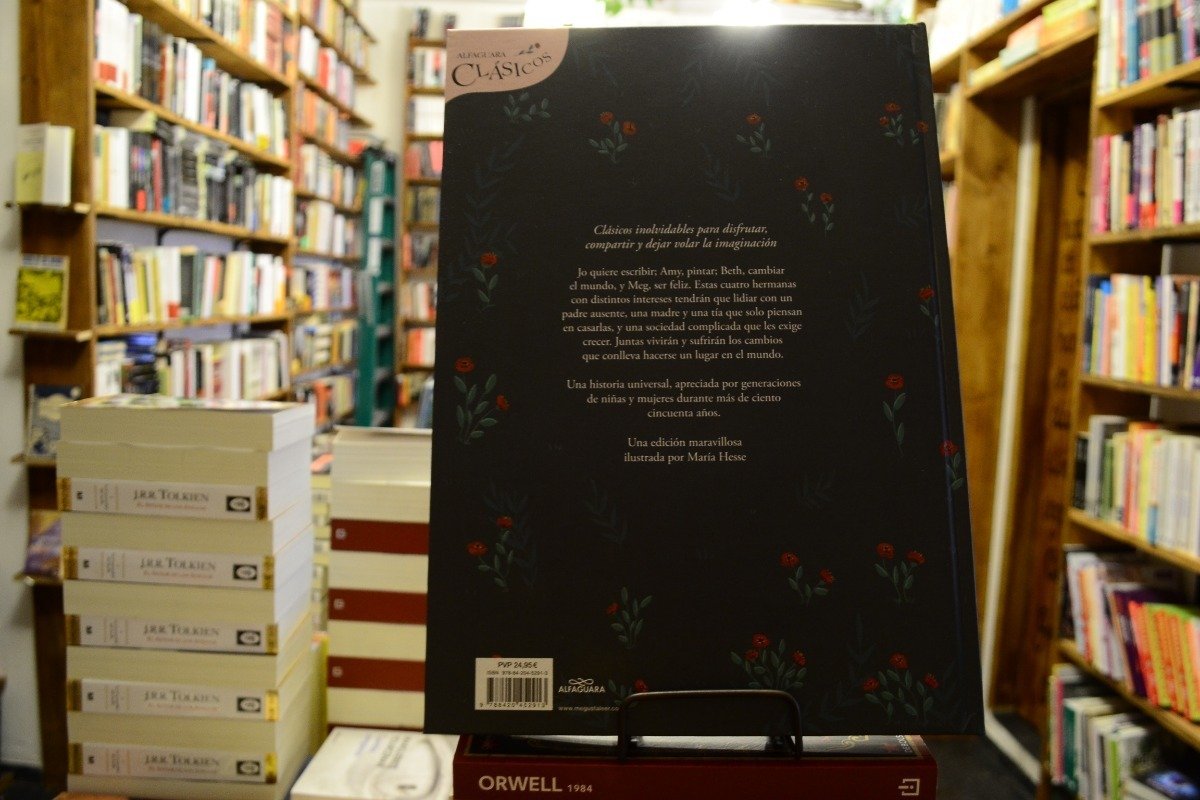 ALFAGUARA
CLÁSICOS
Clásicos inolvidables para disfrutar,
compartir y dejar volar la imaginación
Jo quiere escribir; Amy, pintar; Beth, cambiar
el mundo, y Meg, ser feliz. Estas cuatro hermanas
con distintos intereses tendrán que lidiar con un
padre ausente, una madre y una tía que solo piensan
en casarlas, y una sociedad complicada que les exige
crecer. Juntas vivirán y sufrirán los cambios
que conlleva hacerse un lugar en el mundo.
Una historia universal, apreciada por generaciones
de niñas y mujeres durante más de ciento
cincuenta años.
Una edición maravillosa
ilustrada por María Hesse
PVP 24,95€
ALFAGUARA
J.R.R. TOLKIEN
J.R.R. TOLKIEN
J.R.R. TOLKIEN
J.R.R. TOLKIEN
J.R.R. TOLKIEN
ORWELL 1984